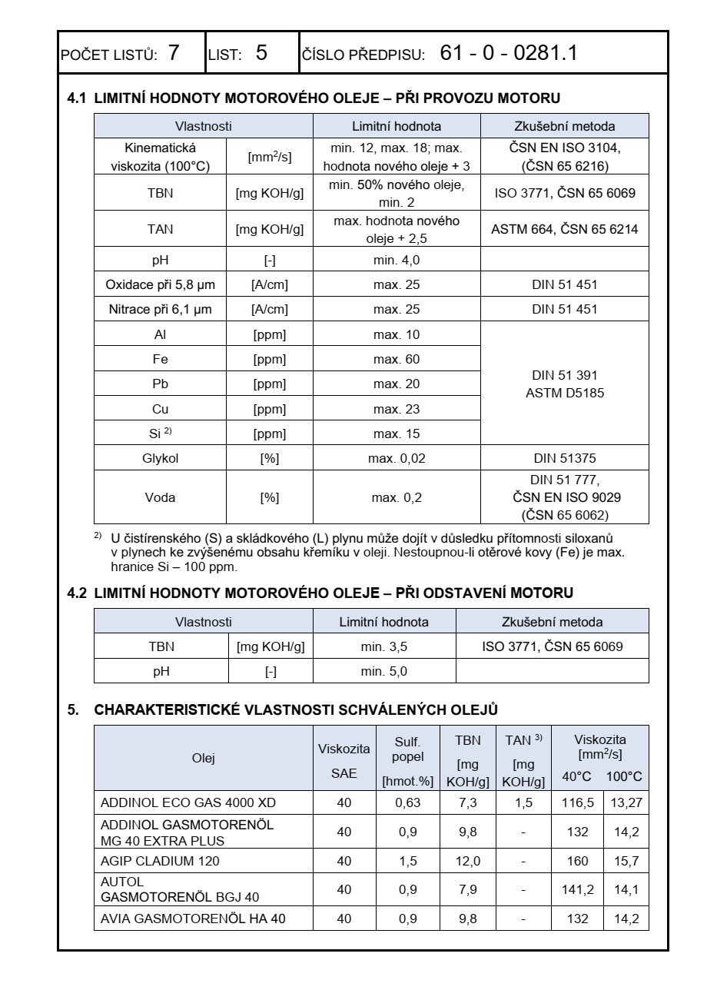 POČET LISTŮ: 7 LIST: 5 ČÍSLO PŘEDPISU: 61 - 0 - 0281.1
4.1 LIMITNÍ HODNOTY MOTOROVÉHO OLEJE – PŘI PROVOZU MOTORU
Vlastnosti Limitní hodnota Zkušební metoda
Kinematická viskozita (100°C) [mm²/s] min. 12, max. 18; max. hodnota nového oleje + 3 ČSN EN ISO 3104, (ČSN 65 6216)
TBN [mg KOH/g] min. 50% nového oleje, min. 2 ISO 3771, ČSN 65 6069
TAN [mg KOH/g] max. hodnota nového oleje + 2,5 ASTM 664, ČSN 65 6214
pH [-] min. 4,0
Oxidace při 5,8 µm [A/cm] max. 25 DIN 51 451
Nitrace při 6,1 µm [A/cm] max. 25 DIN 51 451
Al [ppm] max. 10
Fe [ppm] max. 60
Pb [ppm] max. 20
Cu [ppm] max. 23
Si 2) [ppm] max. 15
DIN 51 391
ASTM D5185
Glykol [%] max. 0,02 DIN 51375
Voda [%] max. 0,2 DIN 51 777, ČSN EN ISO 9029 (ČSN 65 6062)
2) U čistírenského (S) a skládkového (L) plynu může dojít v důsledku přítomnosti siloxanů
v plynech ke zvýšenému obsahu křemíku v oleji. Nestoupnou-li otěrové kovy (Fe) je max.
hranice Si – 100 ppm.
4.2 LIMITNÍ HODNOTY MOTOROVÉHO OLEJE – PŘI ODSTAVENÍ MOTORU
Vlastnosti Limitní hodnota Zkušební metoda
TBN [mg KOH/g] min. 3,5 ISO 3771, ČSN 65 6069
pH [-] min. 5,0
5. CHARAKTERISTICKÉ VLASTNOSTI SCHVÁLENÝCH OLEJŮ
Olej Viskozita SAE Sulf. popel [hmot.%] TBN [mg KOH/g] TAN 3) [mg KOH/g] Viskozita [mm²/s] 40°C 100°C
ADDINOL ECO GAS 4000 XD 40 0,63 7,3 1,5 116,5 13,27
ADDINOL GASMOTORENÖL MG 40 EXTRA PLUS 40 0,9 9,8 - 132 14,2
AGIP CLADIUM 120 40 1,5 12,0 - 160 15,7
AUTOL GASMOTORENÖL BGJ 40 40 0,9 7,9 - 141,2 14,1
AVIA GASMOTORENÖL HA 40 40 0,9 9,8 - 132 14,2